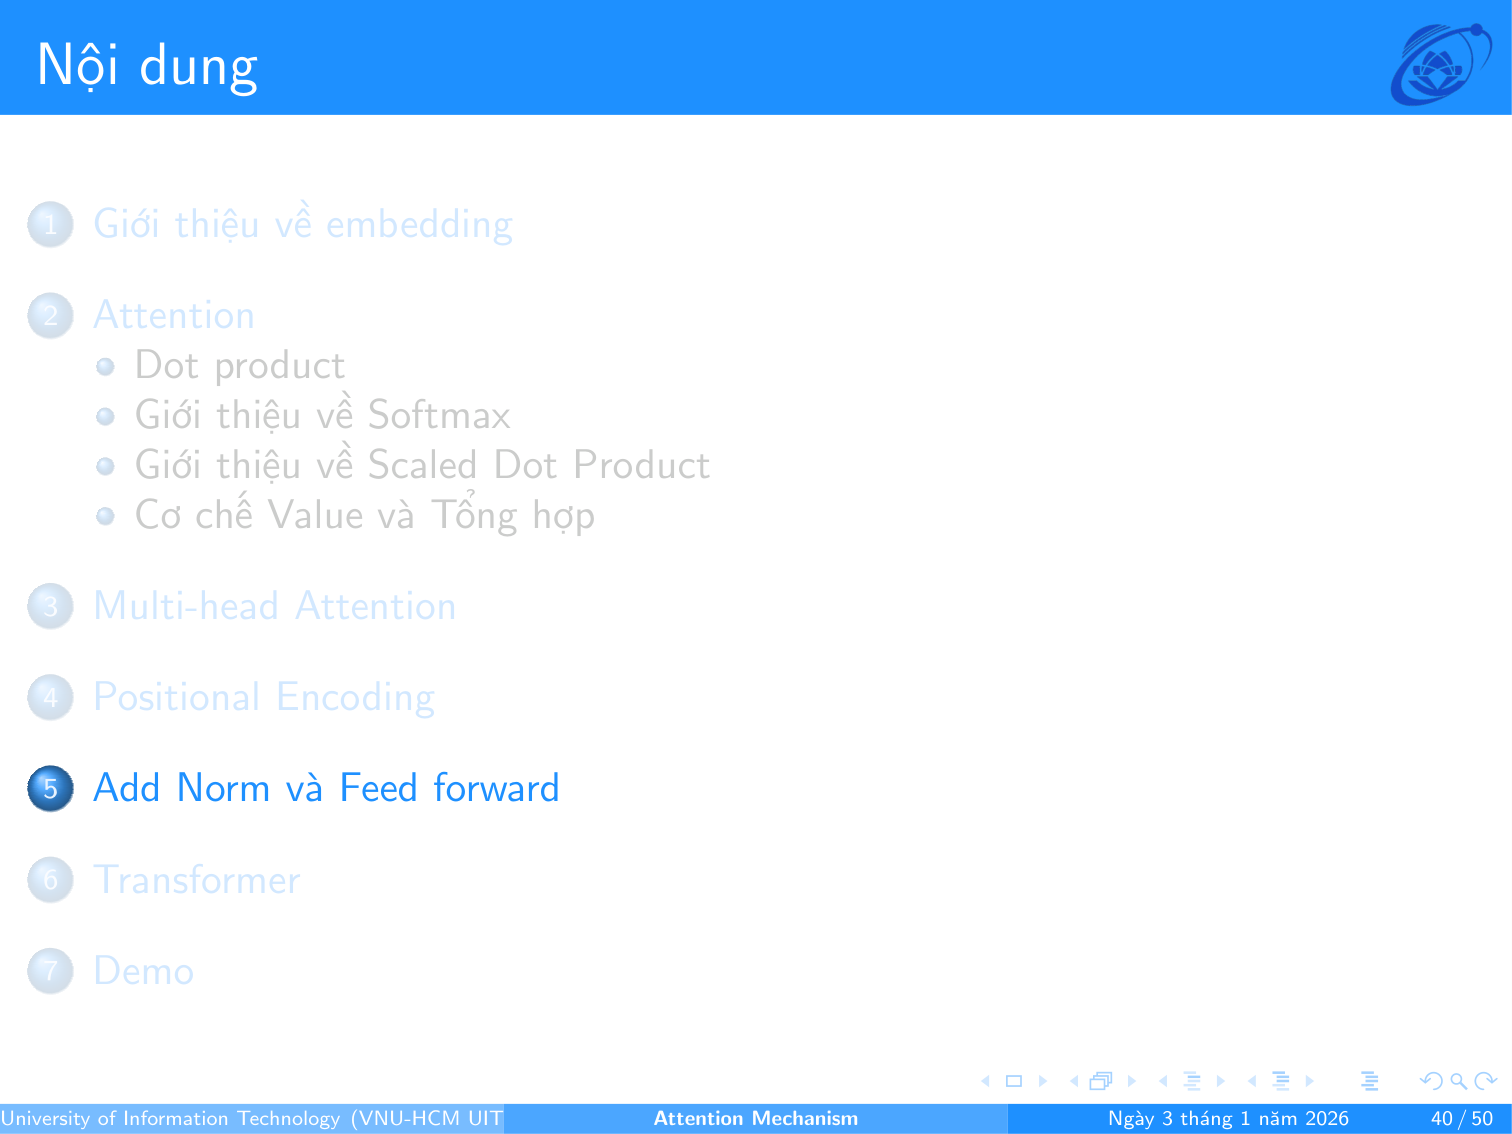 Nội dung
1 Giới thiệu về embedding
2 Attention
Dot product
Giới thiệu về Softmax
Giới thiệu về Scaled Dot Product
Cơ chế Value và Tổng hợp
3 Multi-head Attention
4 Positional Encoding
5 Add Norm và Feed forward
6 Transformer
7 Demo
University of Information Technology (VNU-HCM UIT Attention Mechanism Ngày 3 tháng 1 năm 2026 40 / 50